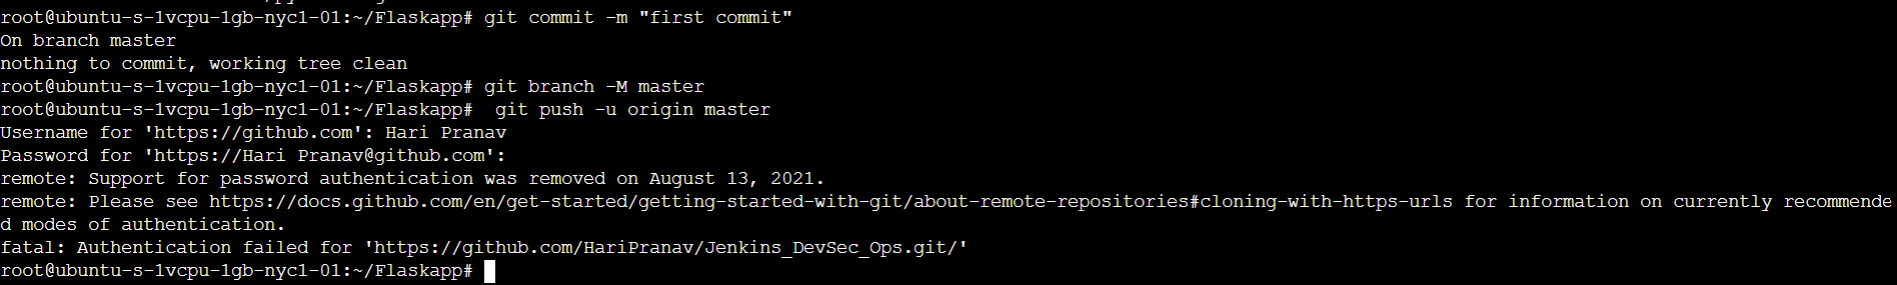 root@ubuntu-s-1vcpu-1gb-nyc1-01:~/Flaskapp# git commit -m "first commit"
On branch master
nothing to commit, working tree clean
root@ubuntu-s-1vcpu-1gb-nyc1-01:~/Flaskapp# git branch -M master
root@ubuntu-s-1vcpu-1gb-nyc1-01:~/Flaskapp#  git push -u origin master
Username for 'https://github.com': Hari Pranav
Password for 'https://Hari Pranav@github.com':
remote: Support for password authentication was removed on August 13, 2021.
remote: Please see https://docs.github.com/en/get-started/getting-started-with-git/about-remote-repositories#cloning-with-https-urls for information on currently recommende
d modes of authentication.
fatal: Authentication failed for 'https://github.com/HariPranav/Jenkins_DevSec_Ops.git/'
root@ubuntu-s-1vcpu-1gb-nyc1-01:~/Flaskapp#